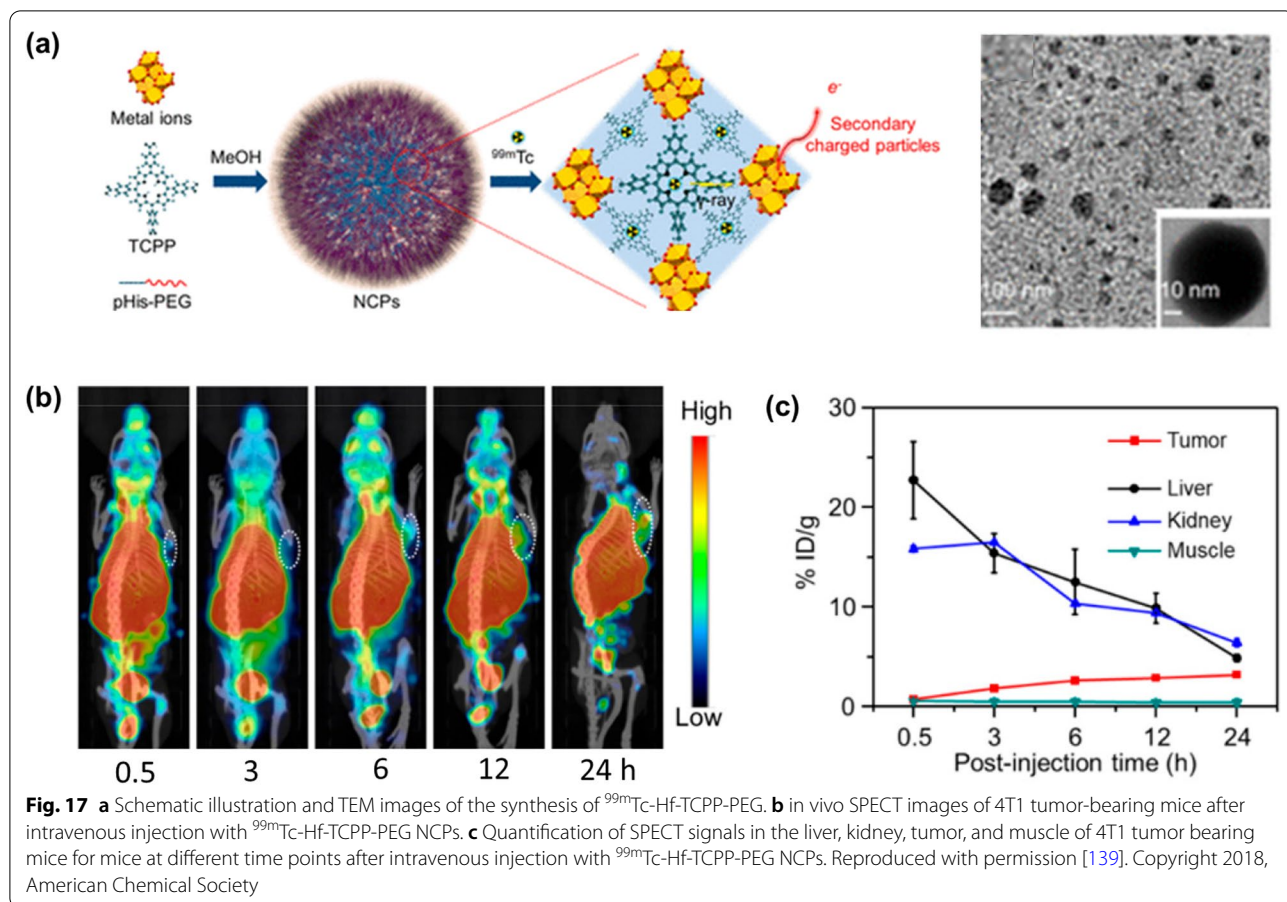 (a)
Metal ions
TCPP
pHis-PEG
MeOH
NCPs
⁹⁹ᵐTc
γ-ray
e⁻
Secondary
charged particles
100 nm
10 nm
(b)
High
Low
0.5 3 6 12 24 h
(c)
30
20
10
0
% ID/g
Tumor
Liver
Kidney
Muscle
0.5 3 6 12 24
Post-injection time (h)
Fig. 17 a Schematic illustration and TEM images of the synthesis of ⁹⁹ᵐTc-Hf-TCPP-PEG. b in vivo SPECT images of 4T1 tumor-bearing mice after
intravenous injection with ⁹⁹ᵐTc-Hf-TCPP-PEG NCPs. c Quantification of SPECT signals in the liver, kidney, tumor, and muscle of 4T1 tumor bearing
mice for mice at different time points after intravenous injection with ⁹⁹ᵐTc-Hf-TCPP-PEG NCPs. Reproduced with permission [139]. Copyright 2018,
American Chemical Society